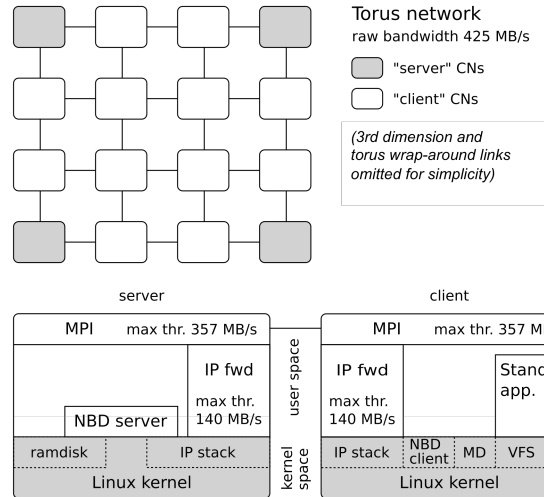 Torus network
raw bandwidth 425 MB/s
"server" CNs
"client" CNs
(3rd dimension and
torus wrap-around links
omitted for simplicity)
server
client
MPI max thr. 357 MB/s
IP fwd
max thr.
140 MB/s
NBD server
ramdisk
IP stack
Linux kernel
user space
kernel
space
MPI max thr. 357 M
IP fwd
max thr.
140 MB/s
Stand
app.
IP stack
NBD
client
MD
VFS
Linux kernel